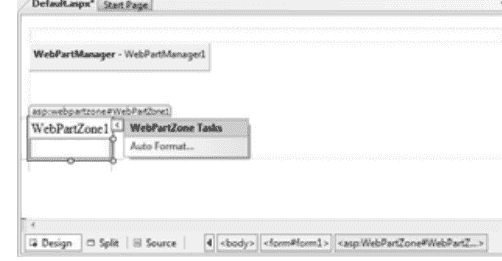 Default.aspx* Start Page
WebPartManager - WebPartManager1
asp:webpartzone#WebPartZone1
WebPartZone1 < WebPartZone Tasks
Auto Format...
Design Split Source <body> <form#form1> <asp:WebPartZone#WebPartZ...>